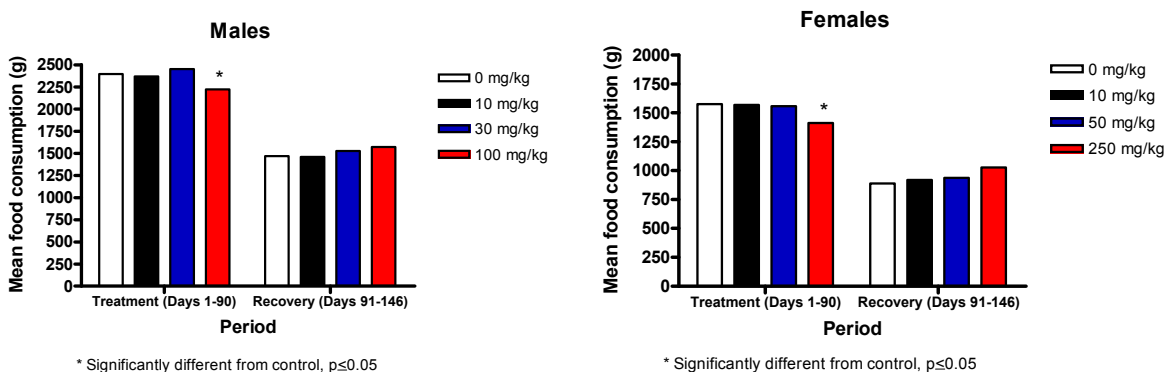 Males
Mean food consumption (g)
2500
2250
2000
1750
1500
1250
1000
750
500
250
0
*
0 mg/kg
10 mg/kg
30 mg/kg
100 mg/kg
Treatment (Days 1-90) Recovery (Days 91-146)
Period
* Significantly different from control, p≤0.05
Females
Mean food consumption (g)
2000
1750
1500
1250
1000
750
500
250
0
*
0 mg/kg
10 mg/kg
50 mg/kg
250 mg/kg
Treatment (Days 1-90) Recovery (Days 91-146)
Period
* Significantly different from control, p≤0.05